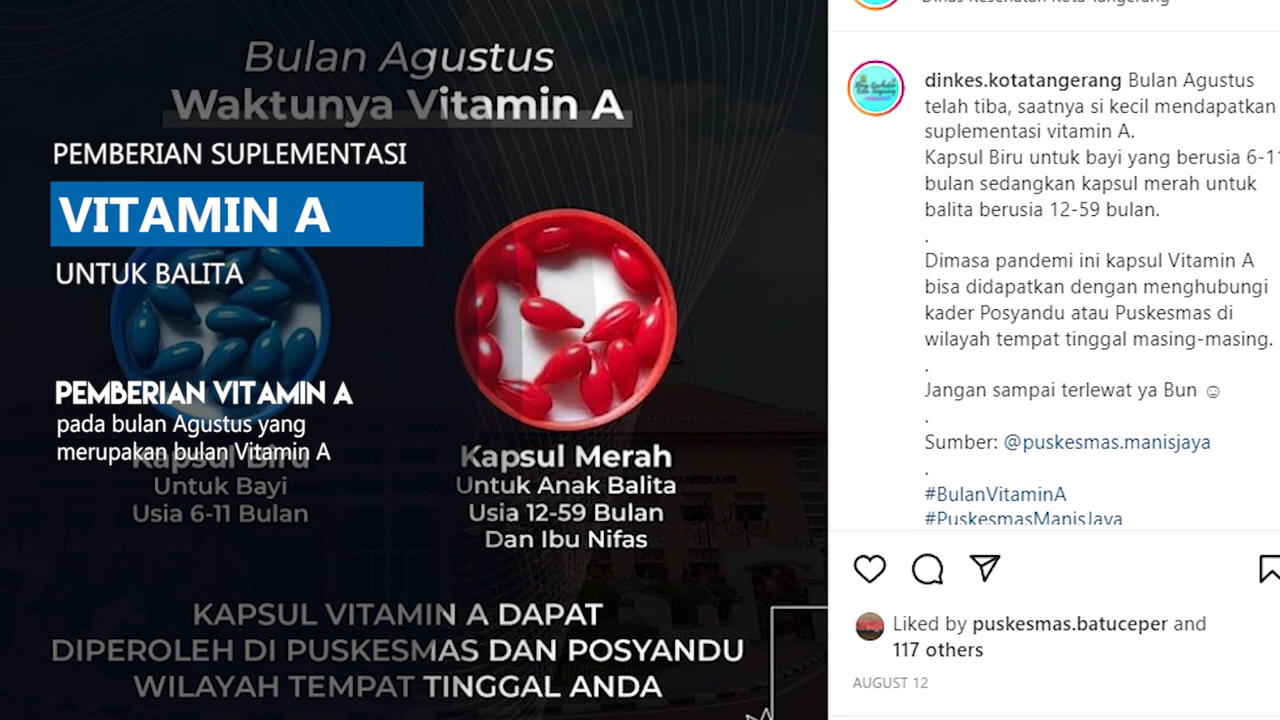 Bulan Agustus
Waktunya Vitamin A
PEMBERIAN SUPLEMENTASI
VITAMIN A
UNTUK BALITA
PEMBERIAN VITAMIN A
pada bulan Agustus yang
merupakan bulan Vitamin A
Kapsul Biru
Untuk Bayi
Usia 6-11 Bulan
Kapsul Merah
Untuk Anak Balita
Usia 12-59 Bulan
Dan Ibu Nifas
KAPSUL VITAMIN A DAPAT
DIPEROLEH DI PUSKESMAS DAN POSYANDU
WILAYAH TEMPAT TINGGAL ANDA
Dinas Kesehatan Kota Tangerang
dinkes.kotatangerang Bulan Agustus
telah tiba, saatnya si kecil mendapatkan
suplementasi vitamin A.
Kapsul Biru untuk bayi yang berusia 6-11
bulan sedangkan kapsul merah untuk
balita berusia 12-59 bulan.
.
Dimasa pandemi ini kapsul Vitamin A
bisa didapatkan dengan menghubungi
kader Posyandu atau Puskesmas di
wilayah tempat tinggal masing-masing.
.
Jangan sampai terlewat ya Bun ☺
.
Sumber: @puskesmas.manisjaya
.
#BulanVitaminA
#PuskesmasManisJaya
Liked by puskesmas.batuceper and
117 others
AUGUST 12